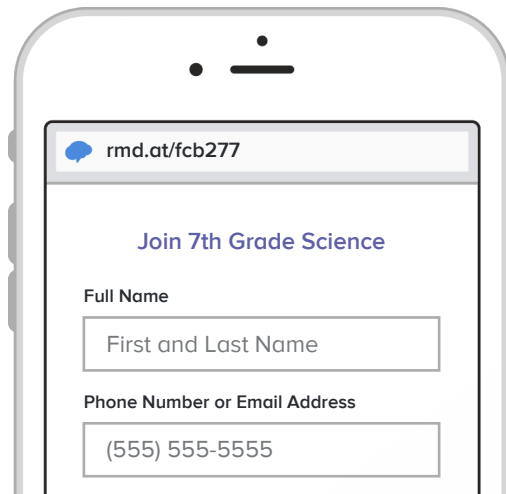 rmd.at/fcb277
Join 7th Grade Science
Full Name
First and Last Name
Phone Number or Email Address
(555) 555-5555